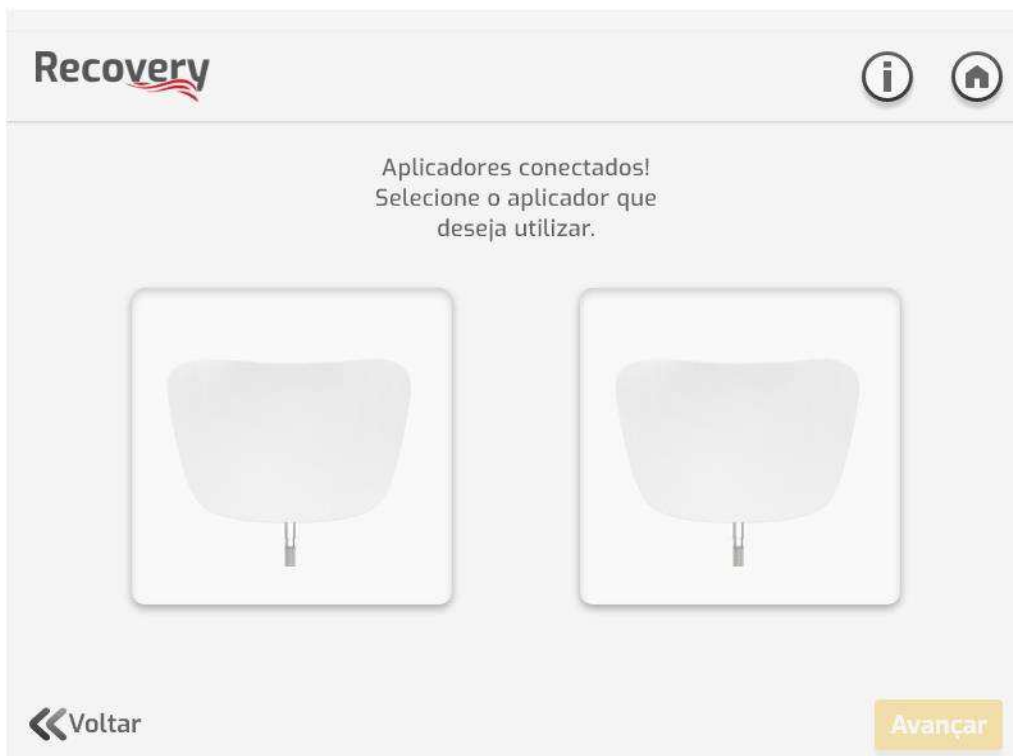 Recovery
Aplicadores conectados!
Selecione o aplicador que
deseja utilizar.
Voltar
Avançar